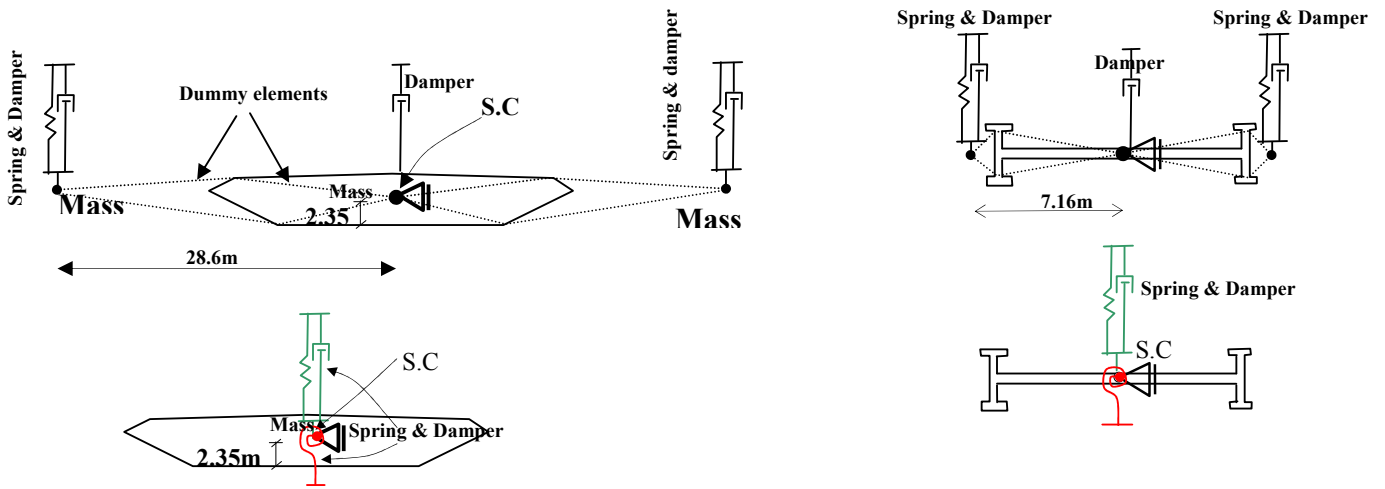 Spring & Damper
Dummy elements
Damper
S.C
Spring & damper
Mass
Mass
2.35
Mass
28.6m
S.C
Mass
Spring & Damper
2.35m
Spring & Damper
Spring & Damper
Damper
7.16m
Spring & Damper
S.C